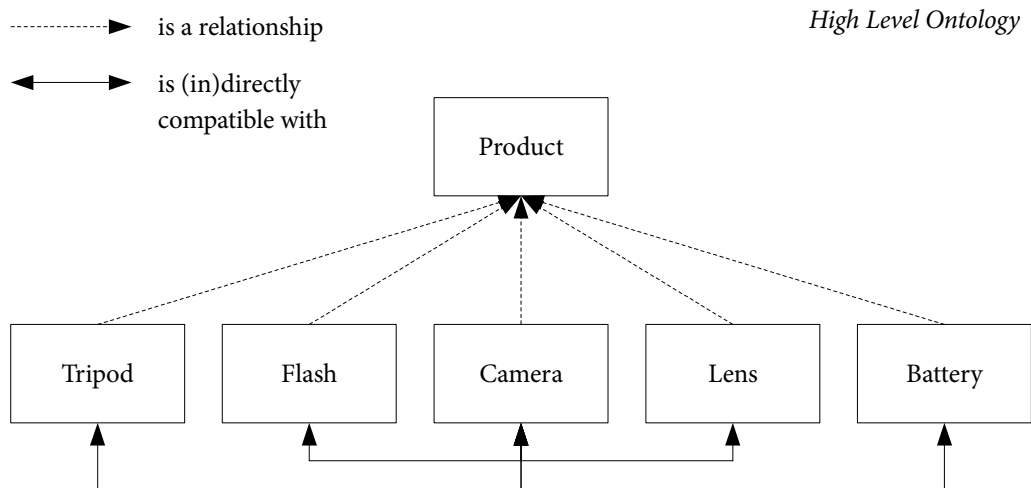 is a relationship
High Level Ontology
is (in)directly
compatible with
Product
Tripod
Flash
Camera
Lens
Battery